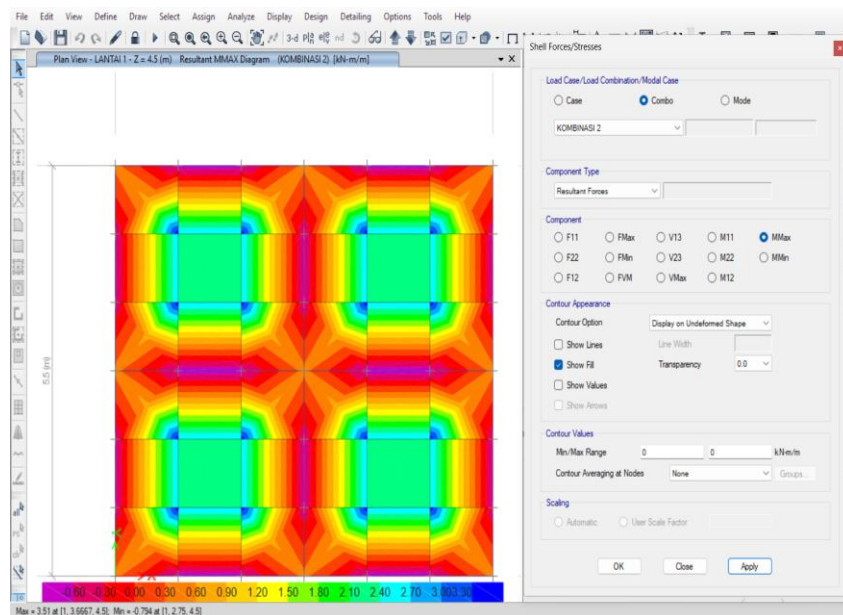 File Edit View Define Draw Select Assign Analyze Display Design Detailing Options Tools Help
3-d
nd
Plan View - LANTAI 1 - Z = 4.5 (m) Resultant MMAX Diagram (KOMBINASI 2) [kN-m/m]
5.5 (m)
-0.60 -0.30 0.00 0.30 0.60 0.90 1.20 1.50 1.80 2.10 2.40 2.70 3.00 3.30
Max = 3.51 at [1, 3.6667, 4.5]; Min = -0.794 at [1, 2.75, 4.5]
Shell Forces/Stresses
Load Case/Load Combination/Modal Case
Case Combo Mode
KOMBINASI 2
Component Type
Resultant Forces
Component
F11 FMax V13 M11 MMax
F22 FMin V23 M22 MMin
F12 FVM VMax M12
Contour Appearance
Contour Option Display on Undeformed Shape
Show Lines Line Width
Show Fill Transparency 0.0
Show Values
Show Arrows
Contour Values
Min/Max Range 0 0 kN-m/m
Contour Averaging at Nodes None Groups...
Scaling
Automatic User Scale Factor
OK Close Apply